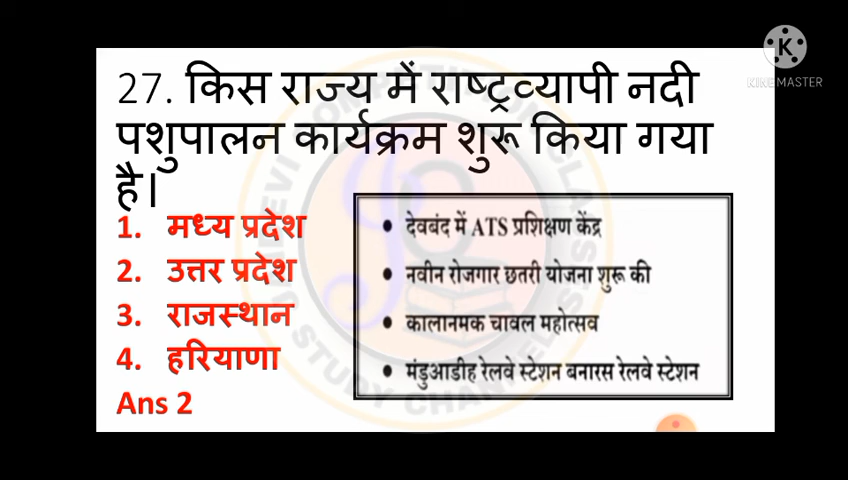 K
KINEMASTER
27. किस राज्य में राष्ट्रव्यापी नदी
पशुपालन कार्यक्रम शुरू किया गया
है।
1. मध्य प्रदेश
2. उत्तर प्रदेश
3. राजस्थान
4. हरियाणा
Ans 2
• देवबंद में ATS प्रशिक्षण केंद्र
• नवीन रोजगार छतरी योजना शुरू की
• कालानमक चावल महोत्सव
• मंडुआडीह रेलवे स्टेशन बनारस रेलवे स्टेशन
STUDY CHANNEL